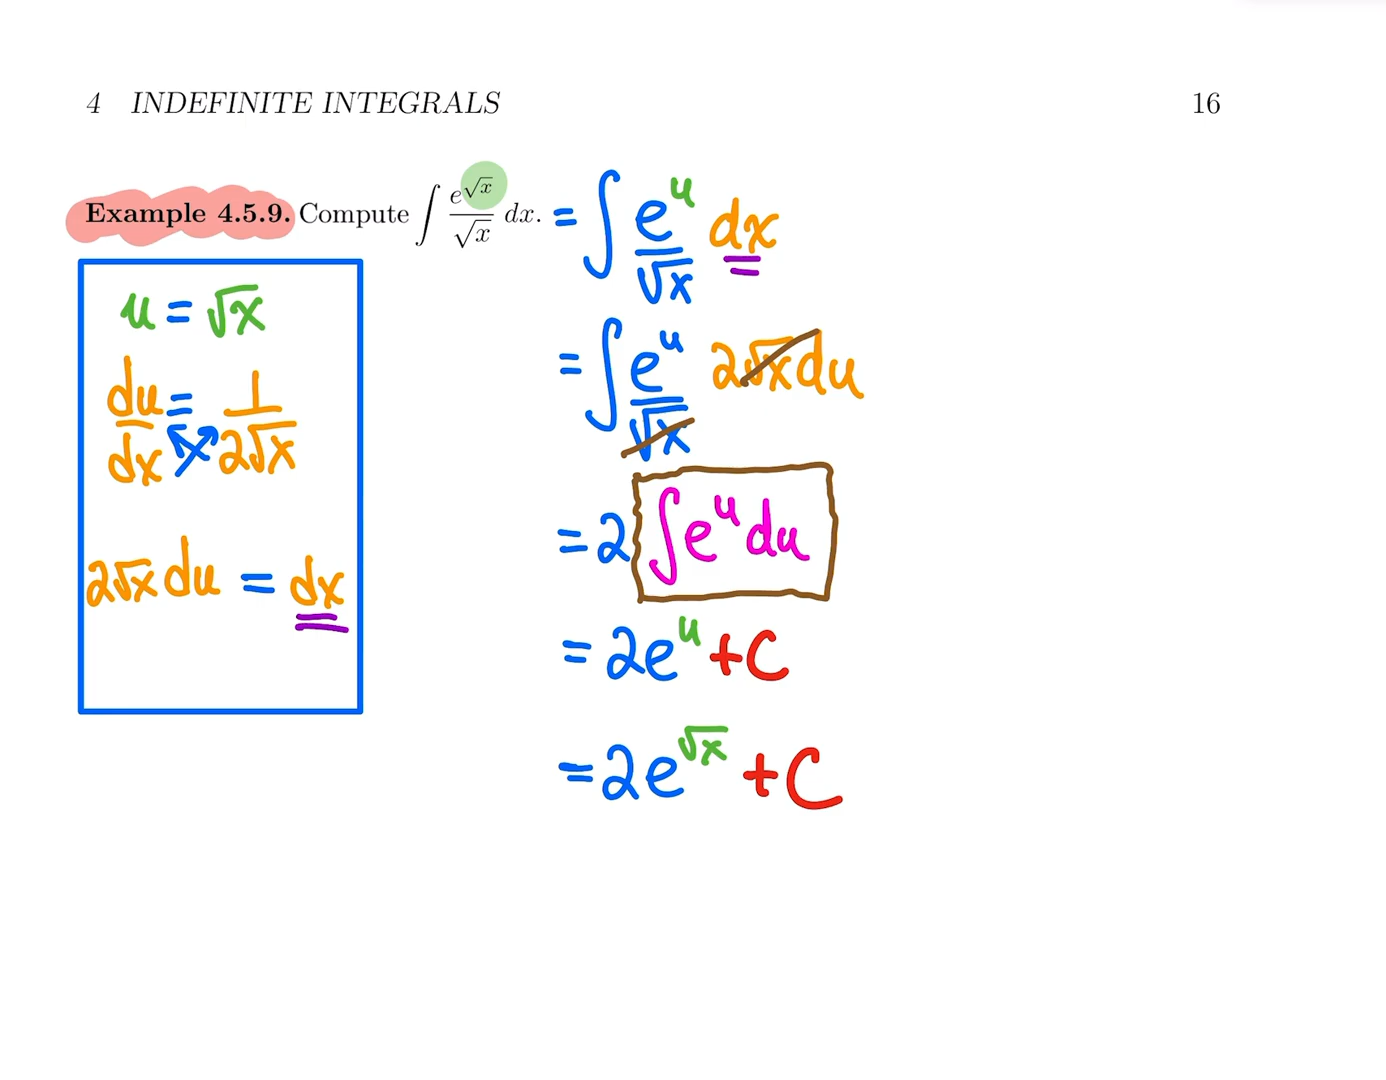 4 INDEFINITE INTEGRALS 16
Example 4.5.9. Compute ∫ e^√x / √x dx. = ∫ e^u / √x dx
u = √x
du/dx = 1 / 2√x
2√x du = dx
= ∫ e^u / √x 2√x du
= 2 ∫ e^u du
= 2e^u + C
= 2e^√x + C